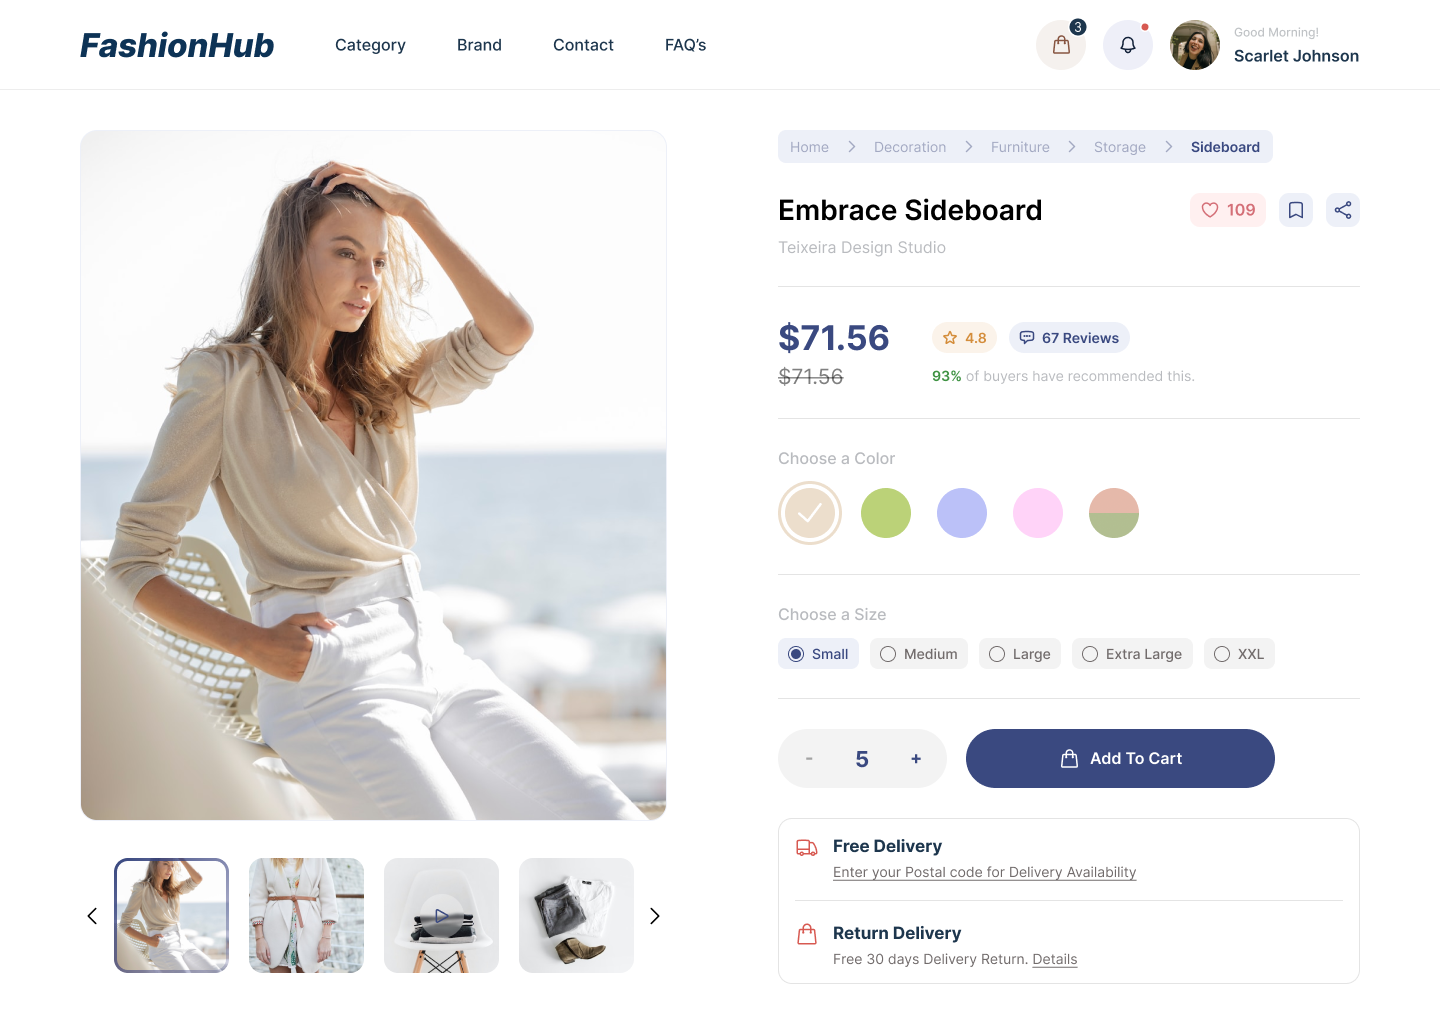 FashionHub
Category Brand Contact FAQ's
3
Good Morning!
Scarlet Johnson
Home Decoration Furniture Storage Sideboard
Embrace Sideboard
109
Teixeira Design Studio
$71.56
4.8
67 Reviews
$71.56
93% of buyers have recommended this.
Choose a Color
Choose a Size
Small Medium Large Extra Large XXL
- 5 +
Add To Cart
Free Delivery
Enter your Postal code for Delivery Availability
Return Delivery
Free 30 days Delivery Return. Details